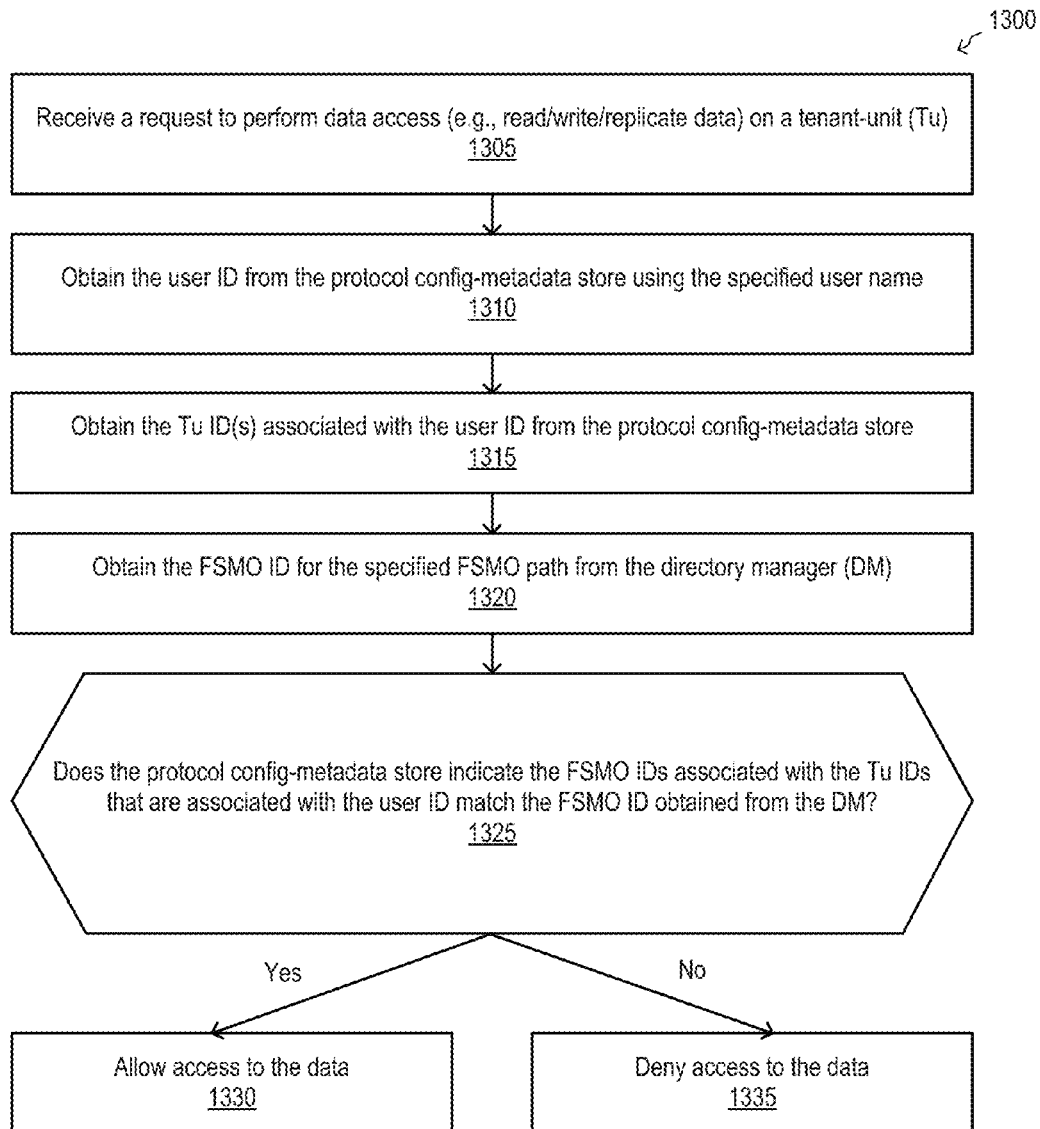 1300
Receive a request to perform data access (e.g., read/write/replicate data) on a tenant-unit (Tu)
1305
Obtain the user ID from the protocol config-metadata store using the specified user name
1310
Obtain the Tu ID(s) associated with the user ID from the protocol config-metadata store
1315
Obtain the FSMO ID for the specified FSMO path from the directory manager (DM)
1320
Does the protocol config-metadata store indicate the FSMO IDs associated with the Tu IDs
that are associated with the user ID match the FSMO ID obtained from the DM?
1325
Yes
No
Allow access to the data
1330
Deny access to the data
1335